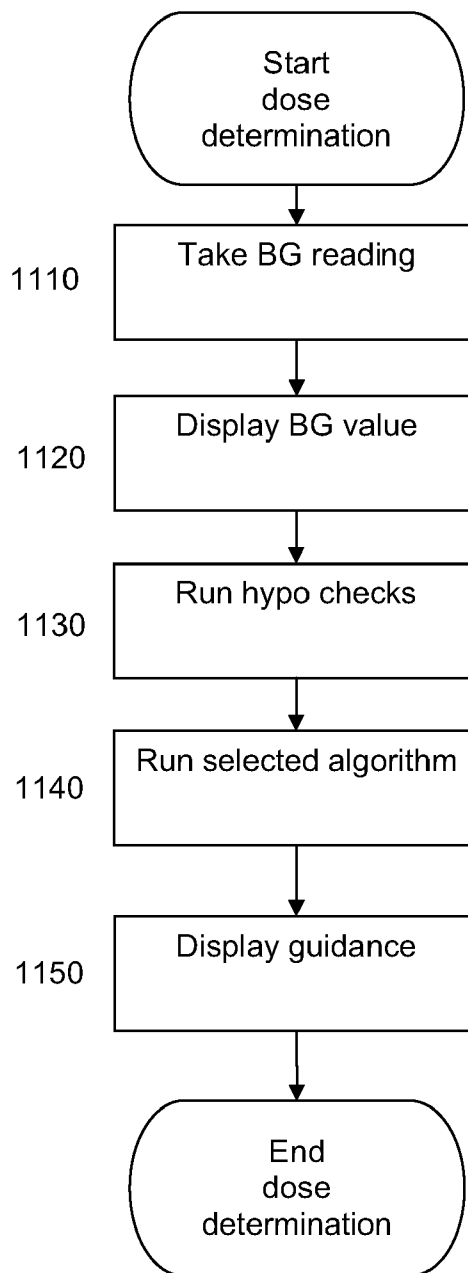 Start
dose
determination
1110
Take BG reading
1120
Display BG value
1130
Run hypo checks
1140
Run selected algorithm
1150
Display guidance
End
dose
determination